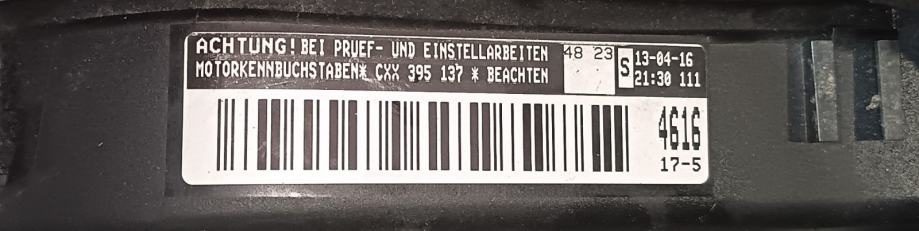 ACHTUNG! BEI PRUEF- UND EINSTELLARBEITEN
MOTORKENNBUCHSTABEN* CXX 395 137 * BEACHTEN
48 23
S
13-04-16
21:30 111
4616
17-5